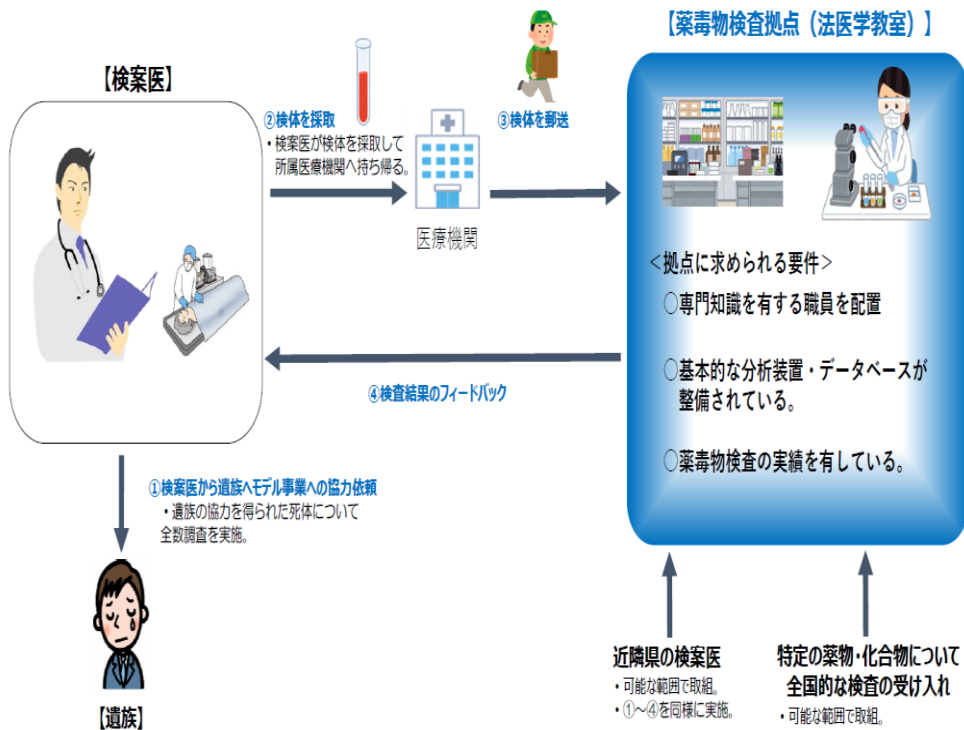 【検案医】
②検体を採取
・検案医が検体を採取して
所属医療機関へ持ち帰る。
医療機関
③検体を郵送
【薬毒物検査拠点（法医学教室）】
＜拠点に求められる要件＞
○専門知識を有する職員を配置
○基本的な分析装置・データベースが
整備されている。
○薬毒物検査の実績を有している。
④検査結果のフィードバック
①検案医から遺族へモデル事業への協力依頼
・遺族の協力を得られた死体について
全数調査を実施。
【遺族】
近隣県の検案医
・可能な範囲で取組。
・①～④を同様に実施。
特定の薬物・化合物について
全国的な検査の受け入れ
・可能な範囲で取組。